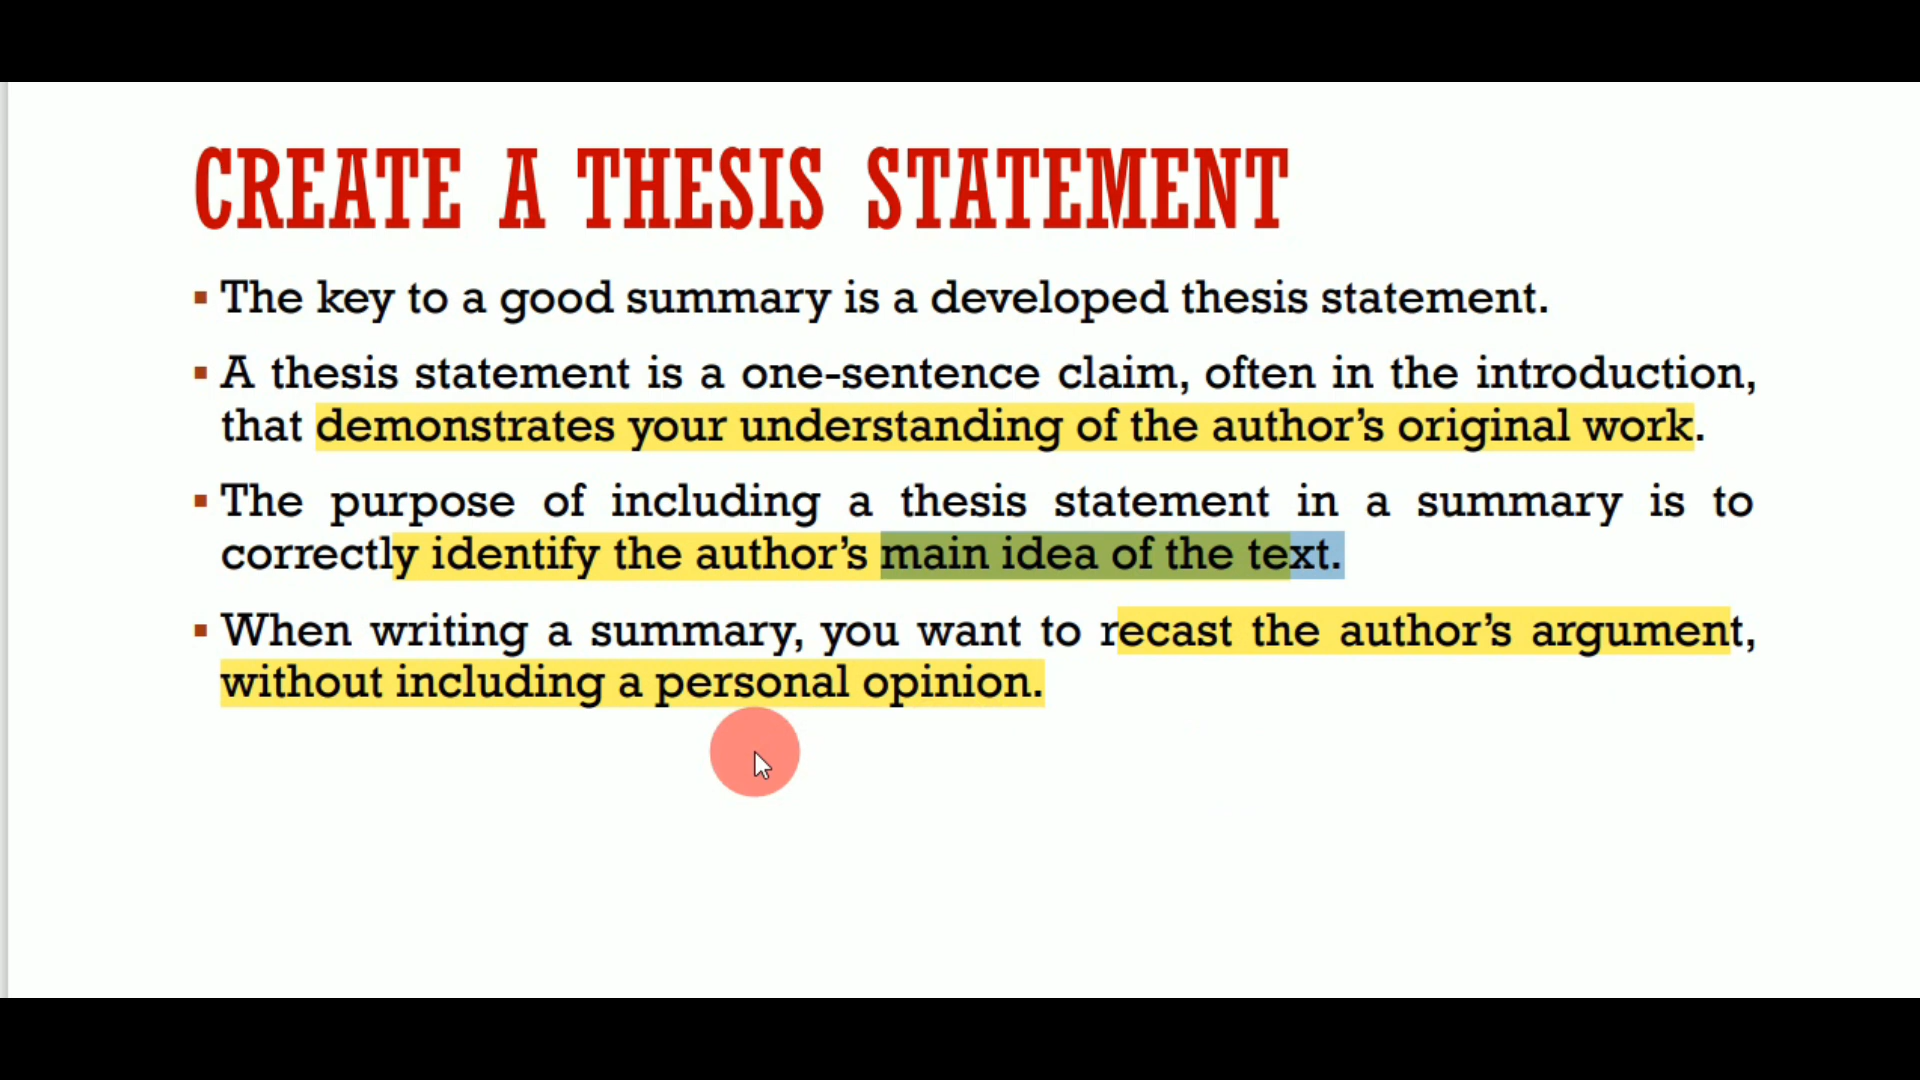 CREATE A THESIS STATEMENT
▪ The key to a good summary is a developed thesis statement.
▪ A thesis statement is a one-sentence claim, often in the introduction,
that demonstrates your understanding of the author’s original work.
▪ The purpose of including a thesis statement in a summary is to
correctly identify the author’s main idea of the text.
▪ When writing a summary, you want to recast the author’s argument,
without including a personal opinion.